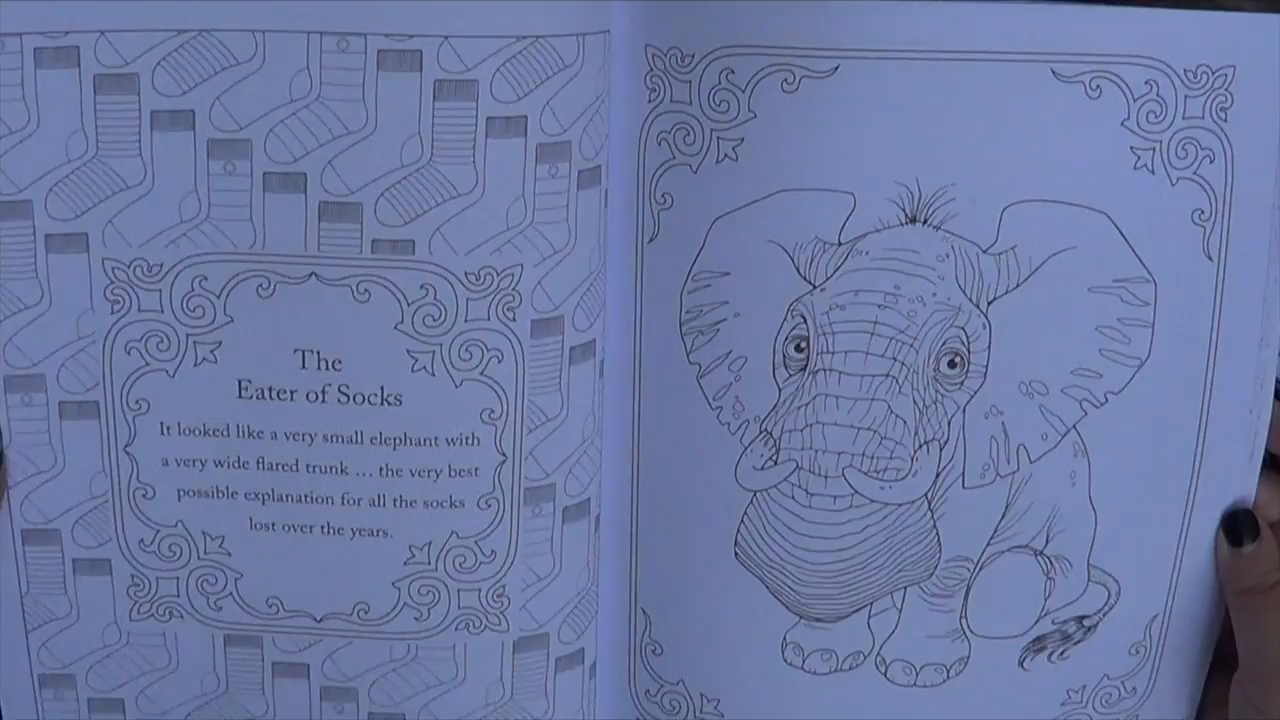 The
Eater of Socks
It looked like a very small elephant with
a very wide flared trunk ... the very best
possible explanation for all the socks
lost over the years.